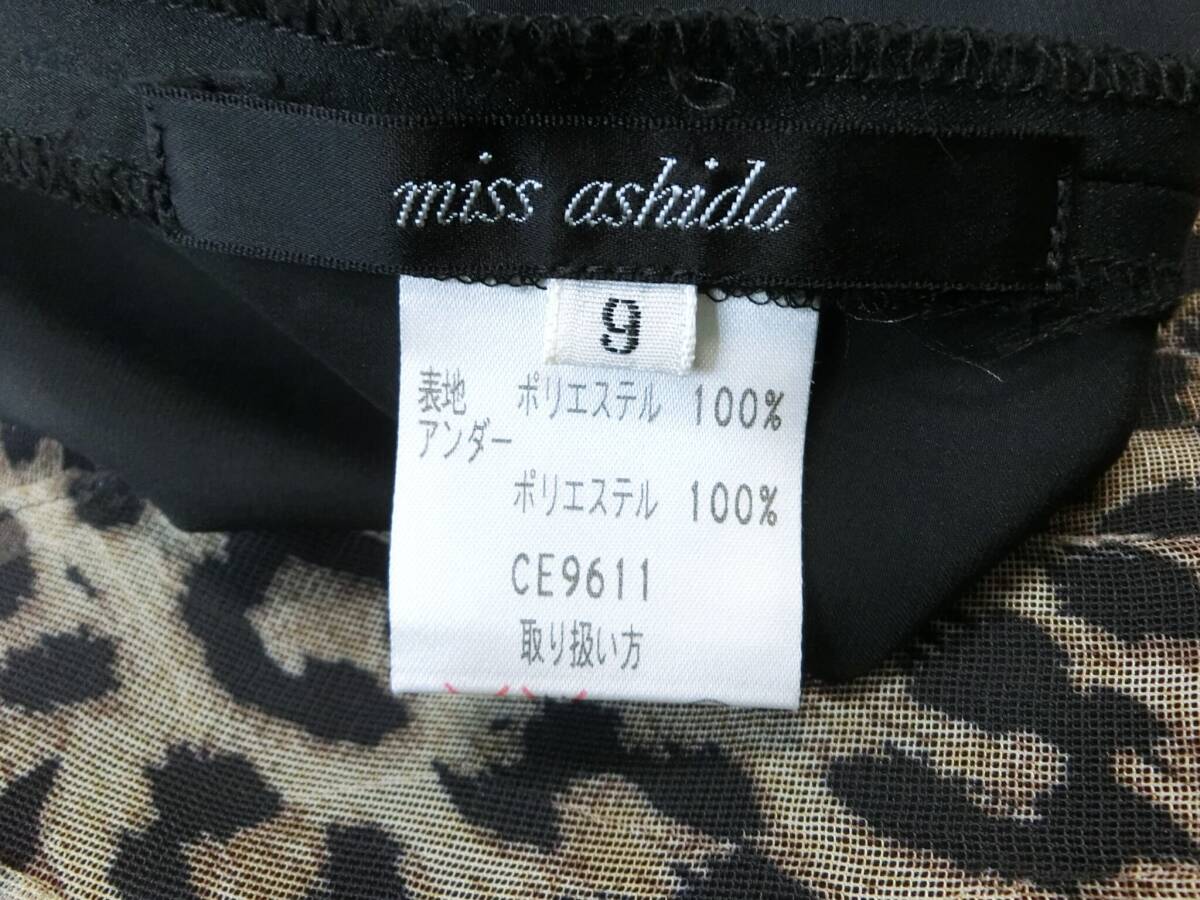 miss ashida
9
表地 ポリエステル 100%
アンダー
ポリエステル 100%
CE9611
取り扱い方